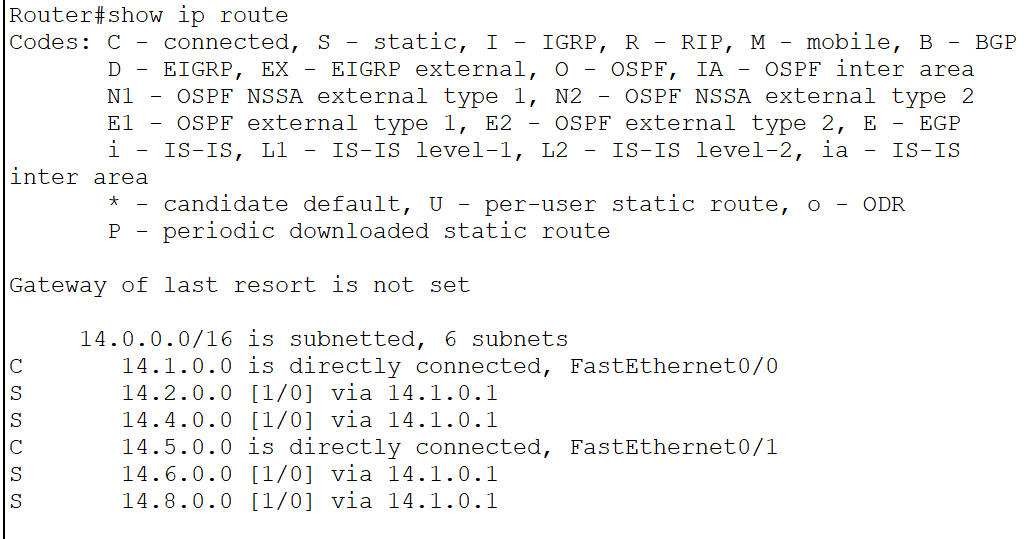 Router#show ip route
Codes: C - connected, S - static, I - IGRP, R - RIP, M - mobile, B - BGP
       D - EIGRP, EX - EIGRP external, O - OSPF, IA - OSPF inter area
       N1 - OSPF NSSA external type 1, N2 - OSPF NSSA external type 2
       E1 - OSPF external type 1, E2 - OSPF external type 2, E - EGP
       i - IS-IS, L1 - IS-IS level-1, L2 - IS-IS level-2, ia - IS-IS
inter area
       * - candidate default, U - per-user static route, o - ODR
       P - periodic downloaded static route

Gateway of last resort is not set

     14.0.0.0/16 is subnetted, 6 subnets
C       14.1.0.0 is directly connected, FastEthernet0/0
S       14.2.0.0 [1/0] via 14.1.0.1
S       14.4.0.0 [1/0] via 14.1.0.1
C       14.5.0.0 is directly connected, FastEthernet0/1
S       14.6.0.0 [1/0] via 14.1.0.1
S       14.8.0.0 [1/0] via 14.1.0.1